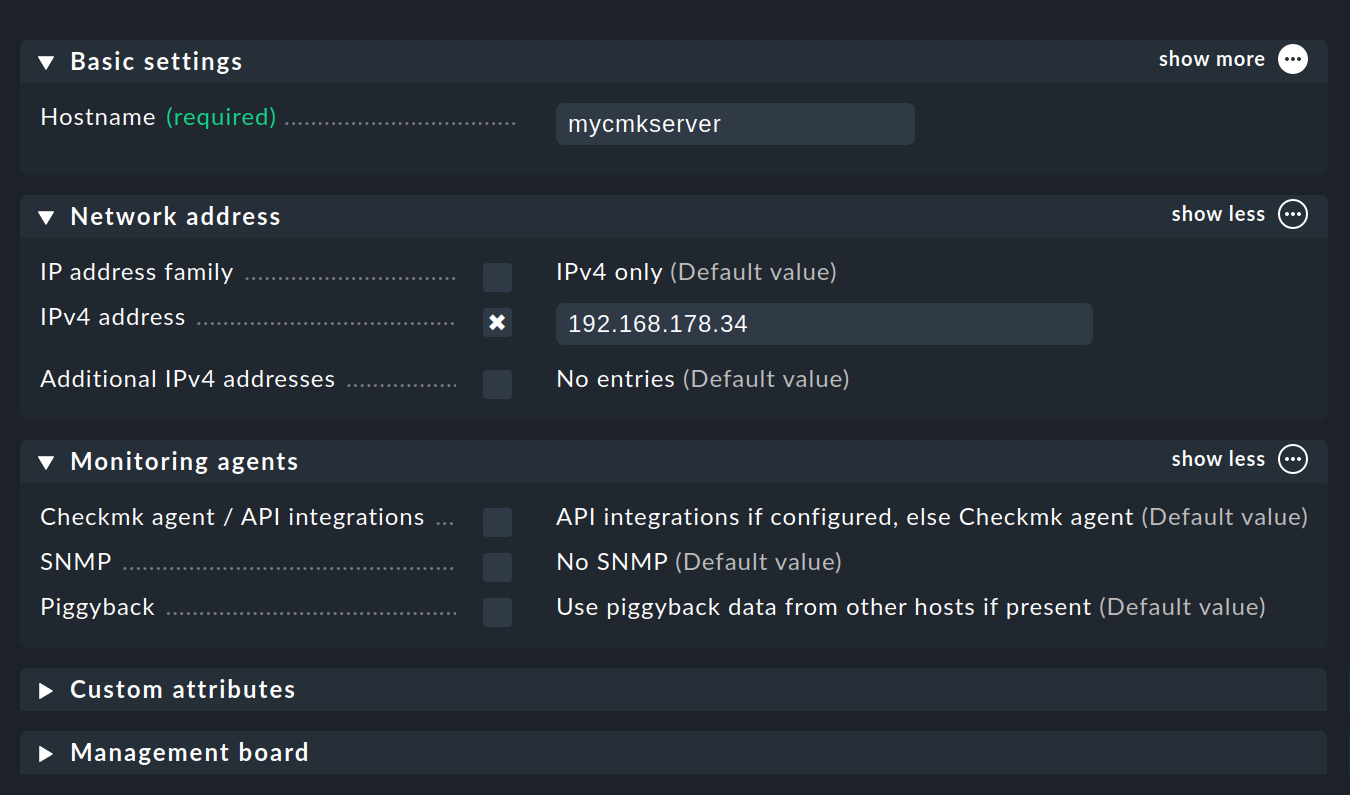 Basic settings show more
Hostname (required)
mycmkserver
Network address show less
IP address family IPv4 only (Default value)
IPv4 address 192.168.178.34
Additional IPv4 addresses No entries (Default value)
Monitoring agents show less
Checkmk agent / API integrations API integrations if configured, else Checkmk agent (Default value)
SNMP No SNMP (Default value)
Piggyback Use piggyback data from other hosts if present (Default value)
Custom attributes
Management board